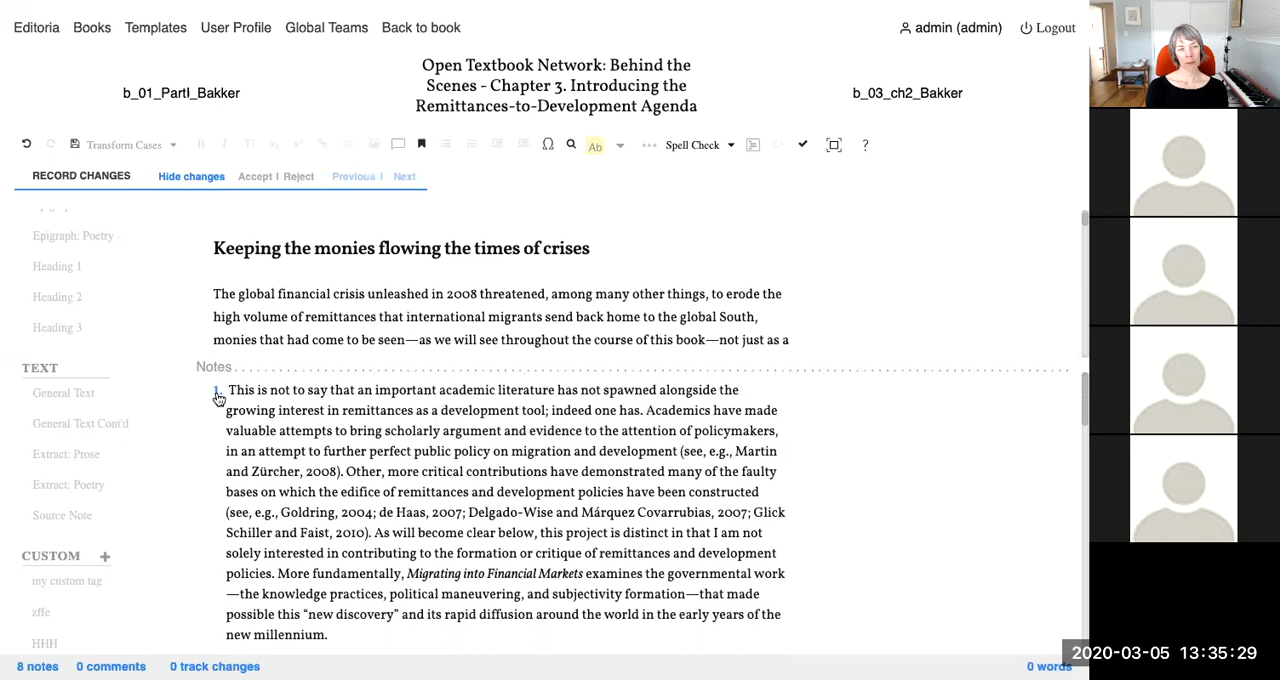 Editoria Books Templates User Profile Global Teams Back to book admin (admin) Logout
Open Textbook Network: Behind the
Scenes - Chapter 3. Introducing the
Remittances-to-Development Agenda
b_01_PartI_Bakker
b_03_ch2_Bakker
Transform Cases Ab Spell Check ?
RECORD CHANGES Hide changes Accept | Reject Previous | Next
Epigraph: Poetry
Heading 1
Heading 2
Heading 3
TEXT
General Text
General Text Cont'd
Extract: Prose
Extract: Poetry
Source Note
CUSTOM +
my custom tag
zffe
HHH
Keeping the monies flowing the times of crises
The global financial crisis unleashed in 2008 threatened, among many other things, to erode the
high volume of remittances that international migrants send back home to the global South,
monies that had come to be seen—as we will see throughout the course of this book—not just as a
Notes
1. This is not to say that an important academic literature has not spawned alongside the
growing interest in remittances as a development tool; indeed one has. Academics have made
valuable attempts to bring scholarly argument and evidence to the attention of policymakers,
in an attempt to further perfect public policy on migration and development (see, e.g., Martin
and Zürcher, 2008). Other, more critical contributions have demonstrated many of the faulty
bases on which the edifice of remittances and development policies have been constructed
(see, e.g., Goldring, 2004; de Haas, 2007; Delgado-Wise and Márquez Covarrubias, 2007; Glick
Schiller and Faist, 2010). As will become clear below, this project is distinct in that I am not
solely interested in contributing to the formation or critique of remittances and development
policies. More fundamentally, Migrating into Financial Markets examines the governmental work
—the knowledge practices, political maneuvering, and subjectivity formation—that made
possible this “new discovery” and its rapid diffusion around the world in the early years of the
new millennium.
8 notes 0 comments 0 track changes 0 words
2020-03-05 13:35:29